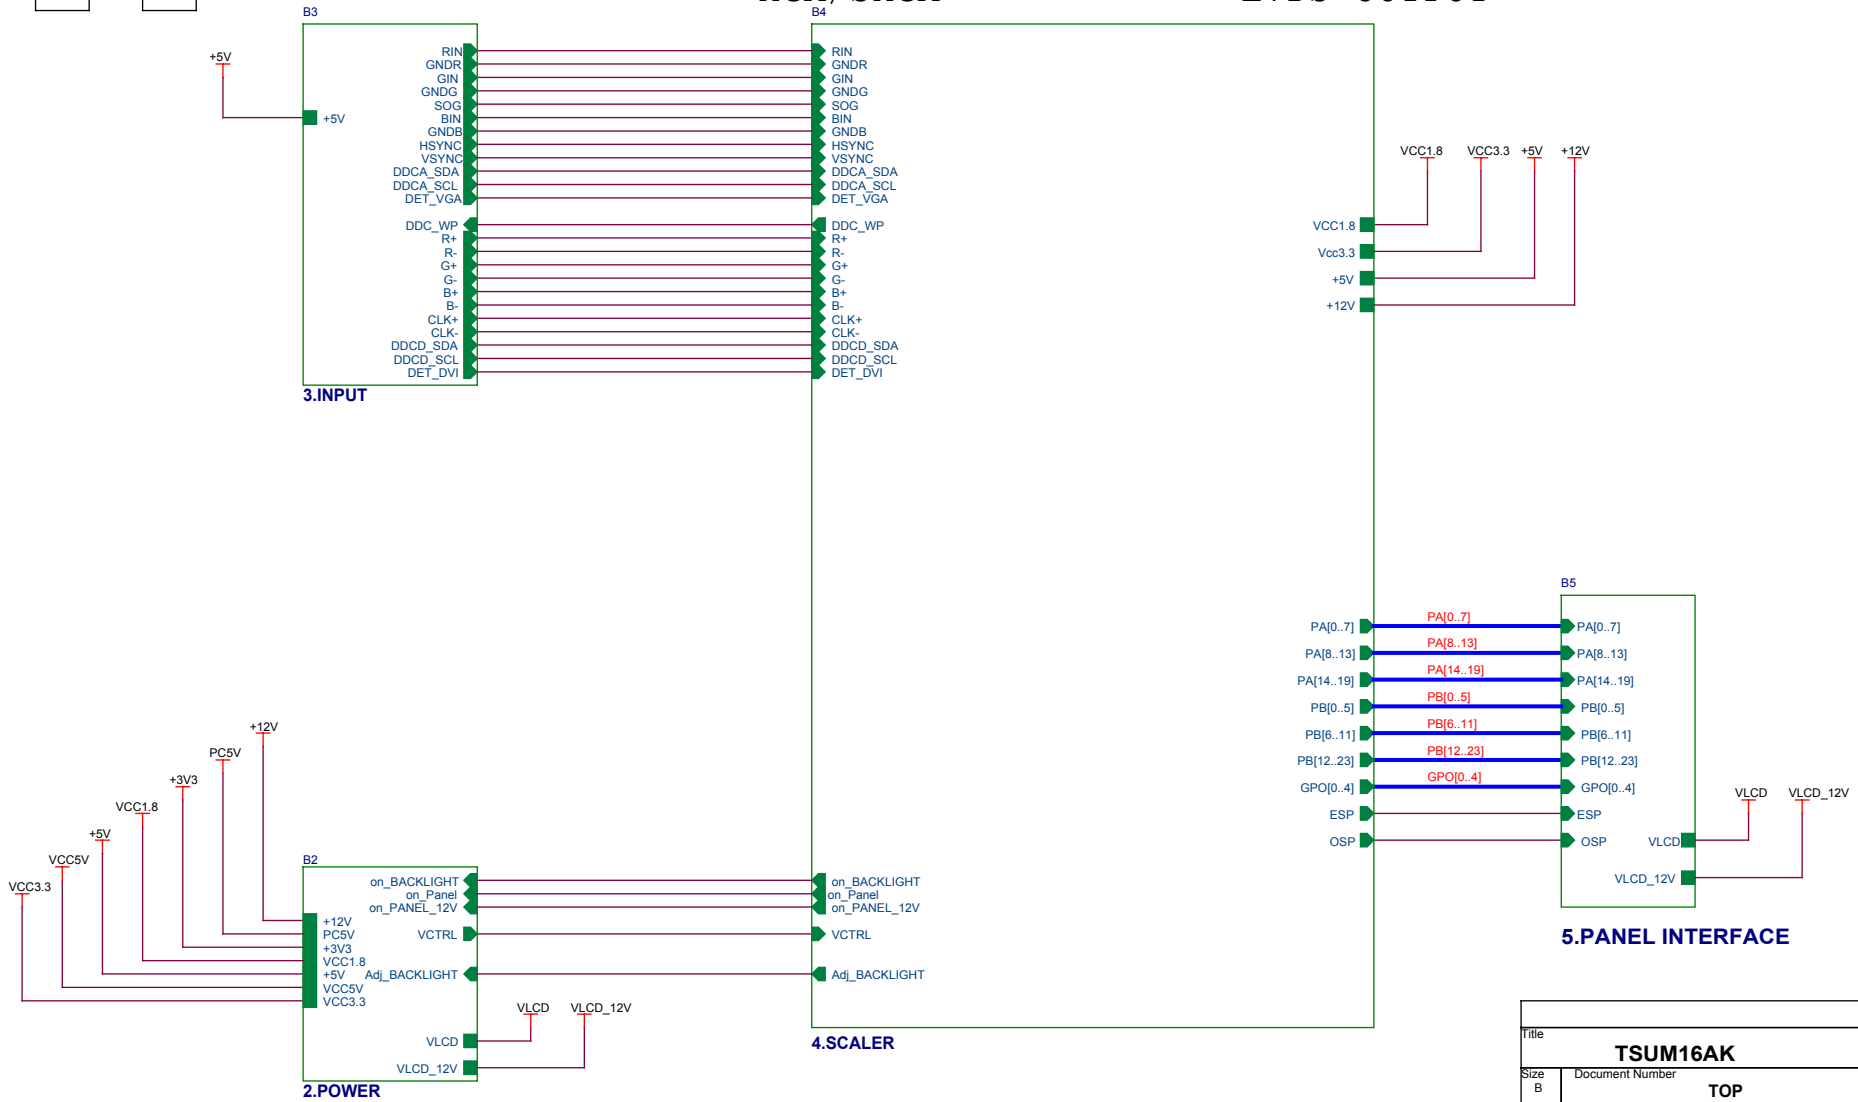 B3
B4
+5V
+5V
RIN
GNDR
GIN
GNDG
SOG
BIN
GNDB
HSYNC
VSYNC
DDCA_SDA
DDCA_SCL
DET_VGA
DDC_WP
R+
R-
G+
G-
B+
B-
CLK+
CLK-
DDCD_SDA
DDCD_SCL
DET_DVI
3.INPUT
RIN
GNDR
GIN
GNDG
SOG
BIN
GNDB
HSYNC
VSYNC
DDCA_SDA
DDCA_SCL
DET_VGA
DDC_WP
R+
R-
G+
G-
B+
B-
CLK+
CLK-
DDCD_SDA
DDCD_SCL
DET_DVI
VCC1.8 VCC3.3 +5V +12V
VCC1.8
Vcc3.3
+5V
+12V
B5
PA[0..7] PA[0..7] PA[0..7]
PA[8..13] PA[8..13] PA[8..13]
PA[14..19] PA[14..19] PA[14..19]
PB[0..5] PB[0..5] PB[0..5]
PB[6..11] PB[6..11] PB[6..11]
PB[12..23] PB[12..23] PB[12..23]
GPO[0..4] GPO[0..4] GPO[0..4]
ESP ESP
OSP OSP
VLCD VLCD_12V
VLCD
VLCD_12V
5.PANEL INTERFACE
+12V
PC5V
+3V3
VCC1.8
+5V
VCC5V
VCC3.3
B2
+12V
PC5V
+3V3
VCC1.8
+5V
VCC5V
VCC3.3
on_BACKLIGHT
on_Panel
on_PANEL_12V
VCTRL
Adj_BACKLIGHT
VLCD
VLCD_12V
VLCD VLCD_12V
2.POWER
on_BACKLIGHT
on_Panel
on_PANEL_12V
VCTRL
Adj_BACKLIGHT
4.SCALER
Title
TSUM16AK
Size Document Number
B TOP